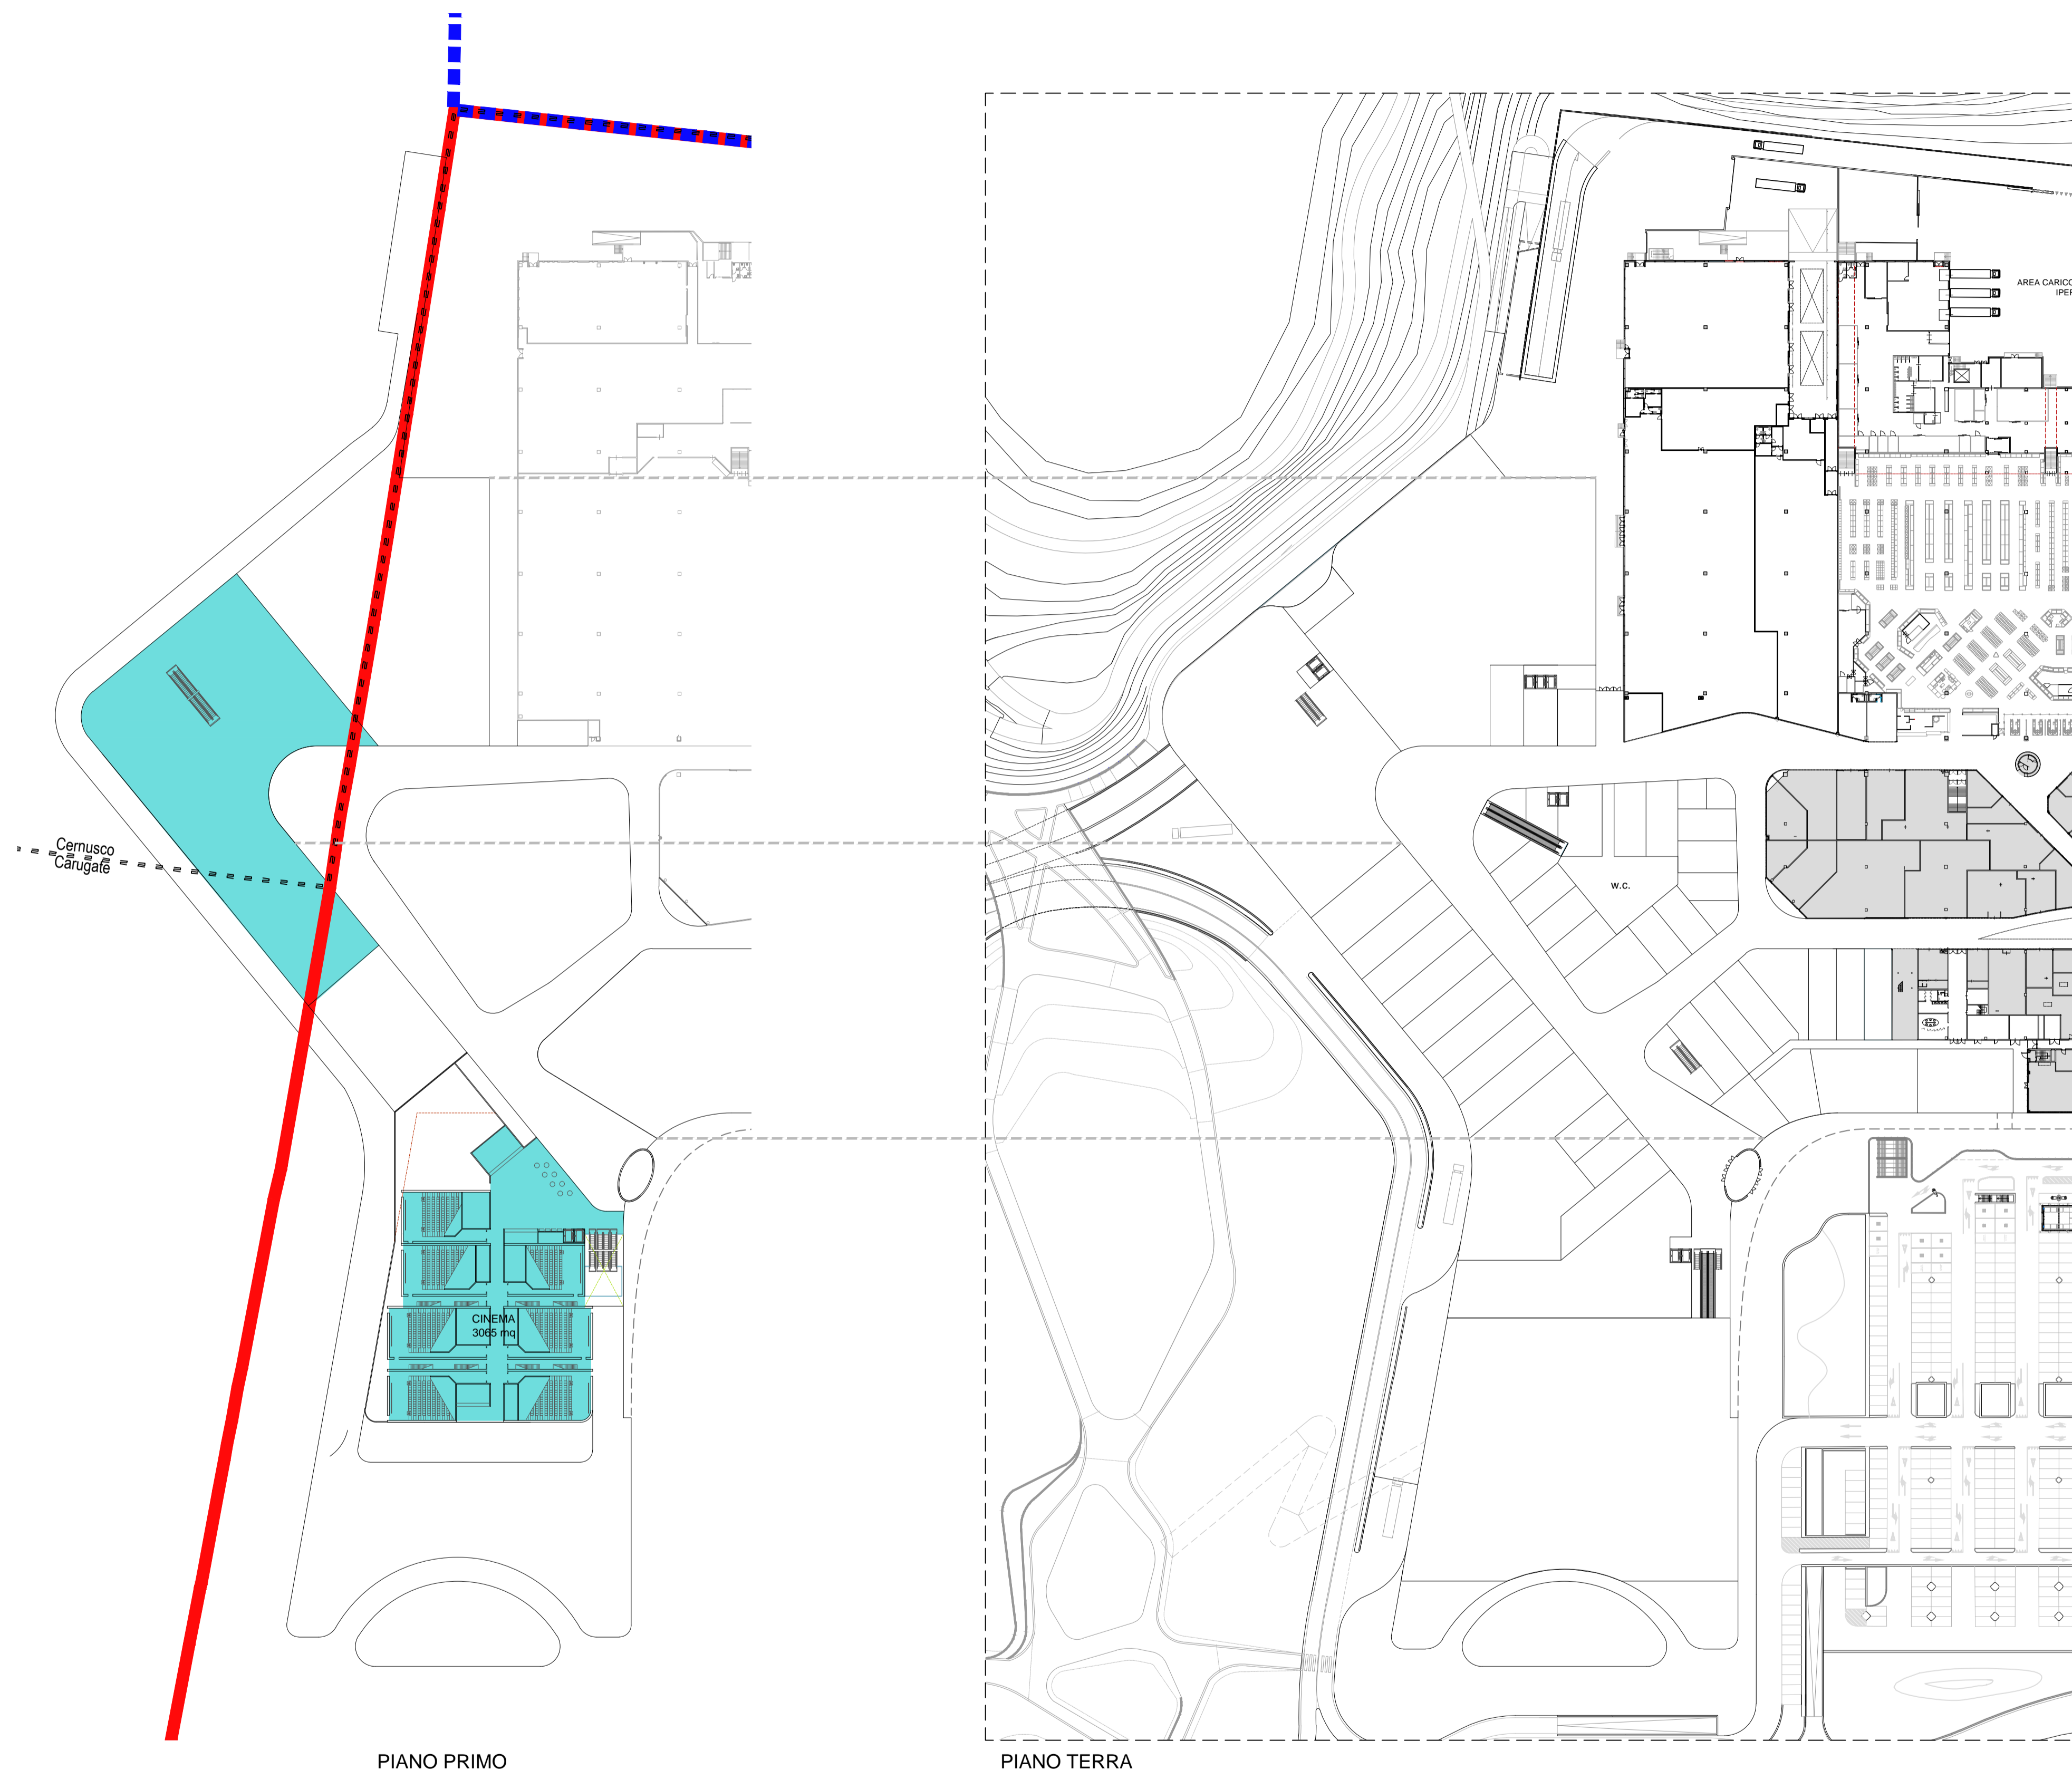 AREA CARICO
IPER
Cernusco
Carugate
W.C.
CINEMA
3065 mq
PIANO PRIMO
PIANO TERRA